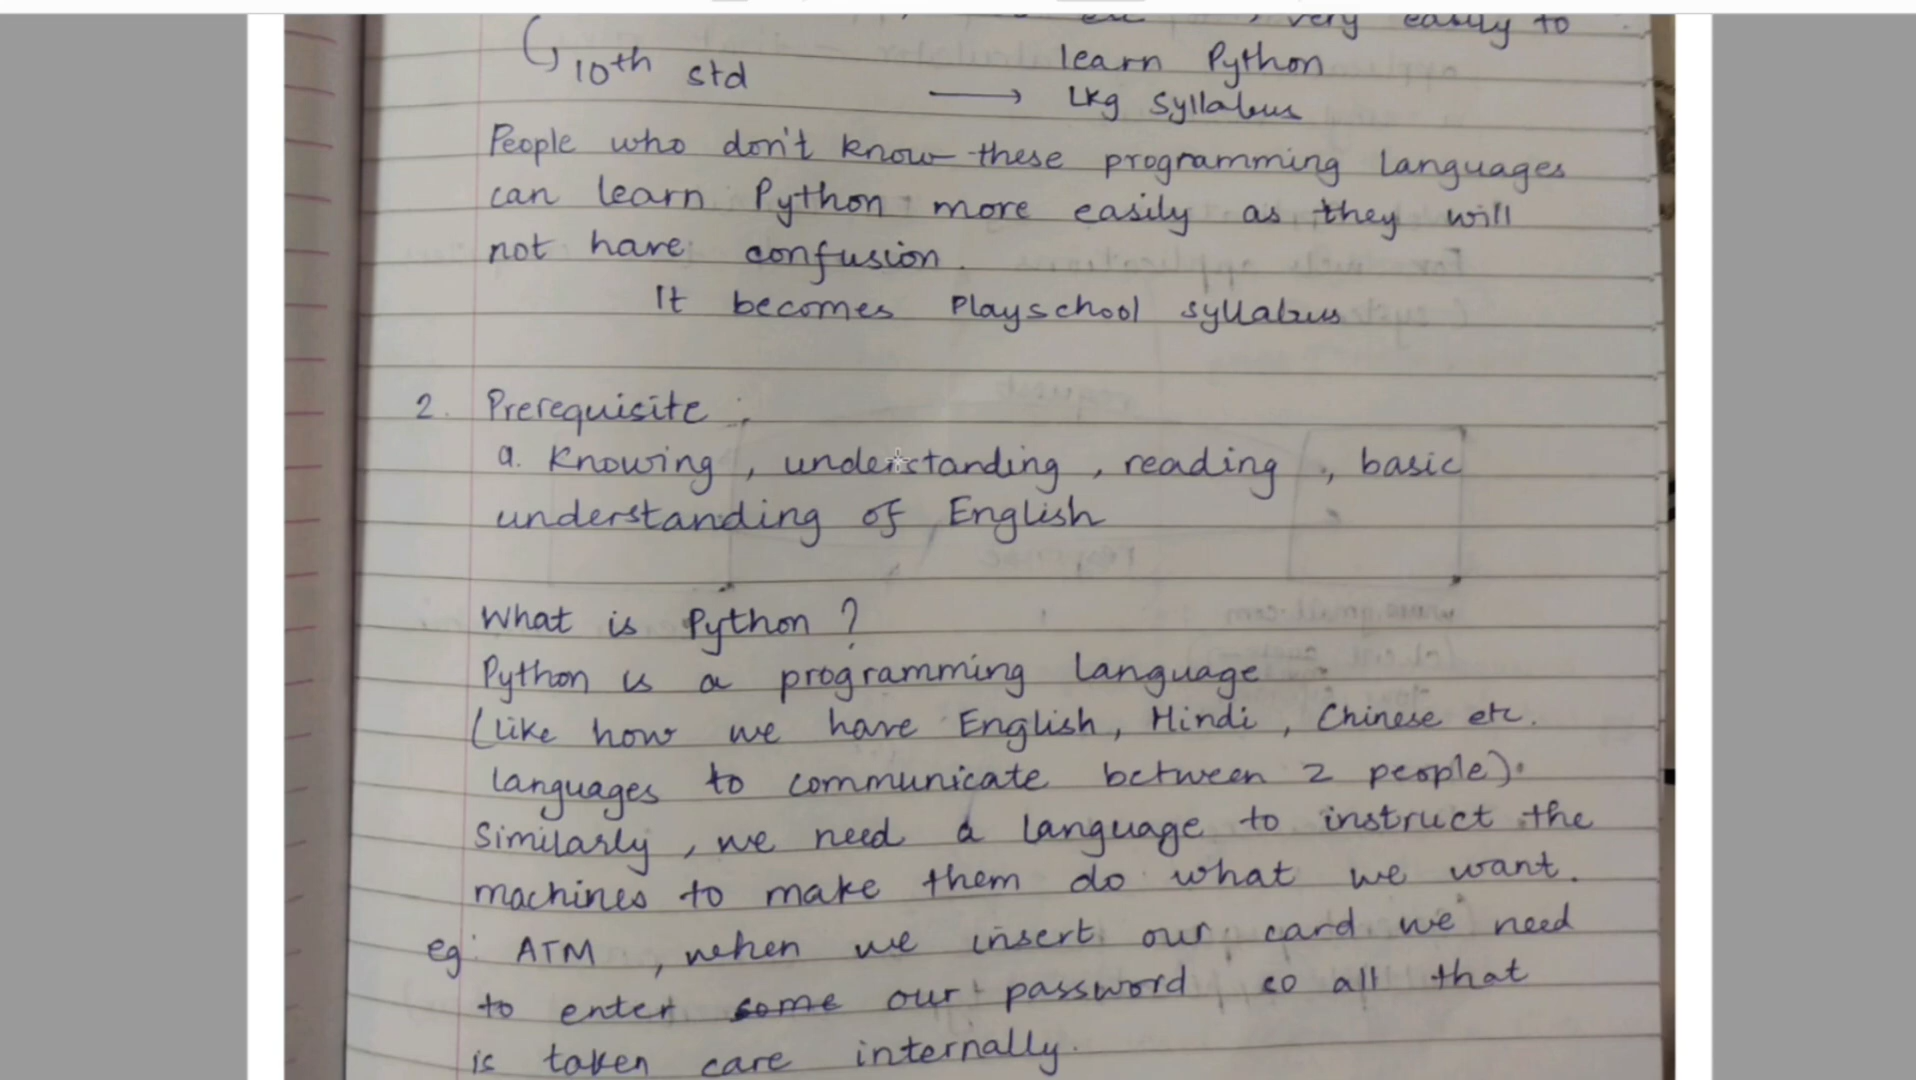 very easily to
↳ 10th std learn Python
→ Lkg syllabus
People who don't know these programming languages
can learn Python more easily as they will
not have confusion.
It becomes Playschool syllabus
2. Prerequisite :
a. Knowing , understanding , reading , basic
understanding of English
What is Python ?
Python is a programming language
(like how we have English, Hindi , Chinese etc.
languages to communicate between 2 people).
Similarly , we need a language to instruct the
machines to make them do what we want.
eg: ATM , when we insert our card we need
to enter some our password so all that
is taken care internally.